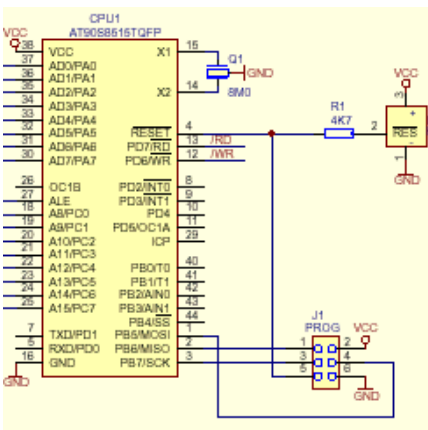 CPU1
AT90S8515TQFP
VCC
38 VCC X1 15
37 AD0/PA0
36 AD1/PA1
35 AD2/PA2 X2 14
34 AD3/PA3
33 AD4/PA4
32 AD5/PA5 RESET 4
31 AD6/PA6 PD7/RD 13 /RD
30 AD7/PA7 PD6/WR 12 /WR
Q1
GND
8M0
R1
4K7
VCC
3
2
+
RES
-
1
GND
26 OC1B PD2/INT0 8
27 ALE PD3/INT1 9
18 A8/PC0 PD4 10
19 A9/PC1 PD5/OC1A 11
20 A10/PC2 ICP 29
21 A11/PC3
22 A12/PC4 PB0/T0 40
23 A13/PC5 PB1/T1 41
24 A14/PC6 PB2/AIN0 42
25 A15/PC7 PB3/AIN1 43
PB4/SS 44
7 TXD/PD1 PB5/MOSI 1
5 RXD/PD0 PB6/MISO 2
16 GND PB7/SCK 3
GND
J1
PROG
VCC
1 2
3 4
5 6
GND